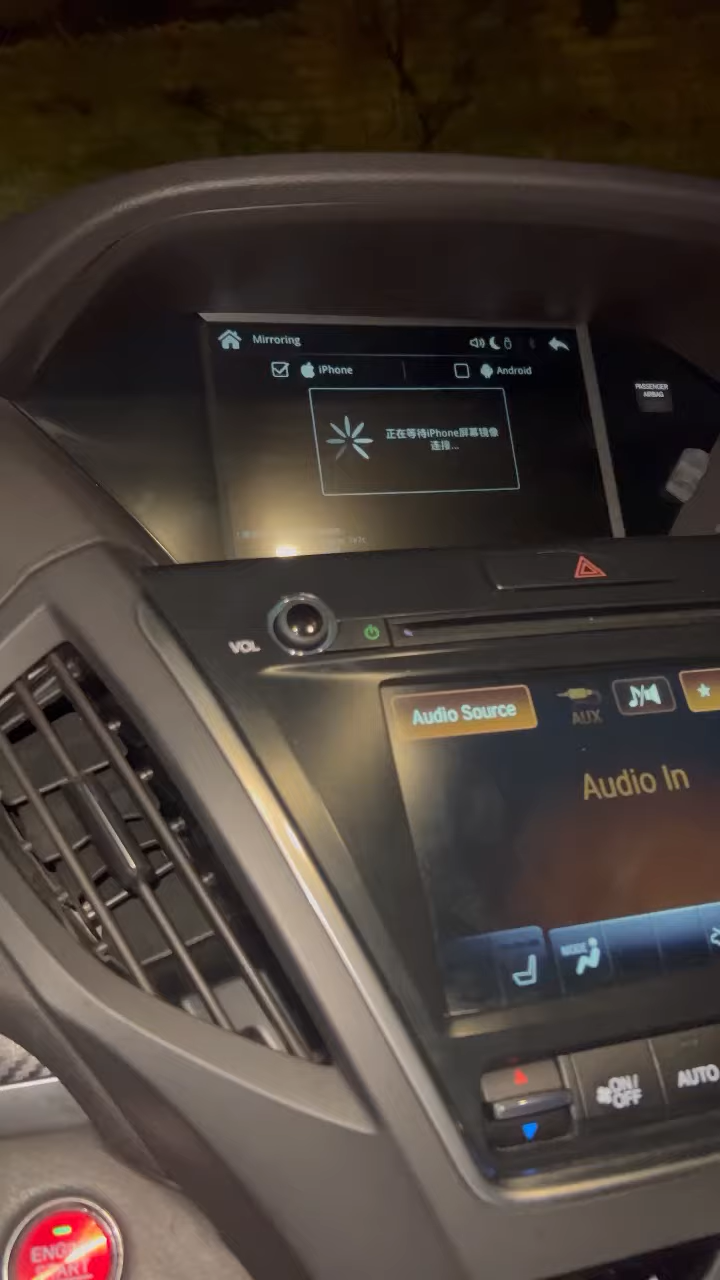 Mirroring
iPhone
Android
正在等待iPhone屏幕镜像
连接...
PASSENGER
AIRBAG
VOL
Audio Source
AUX
Audio In
MODE
ON/
OFF
AUTO
ENGINE
START